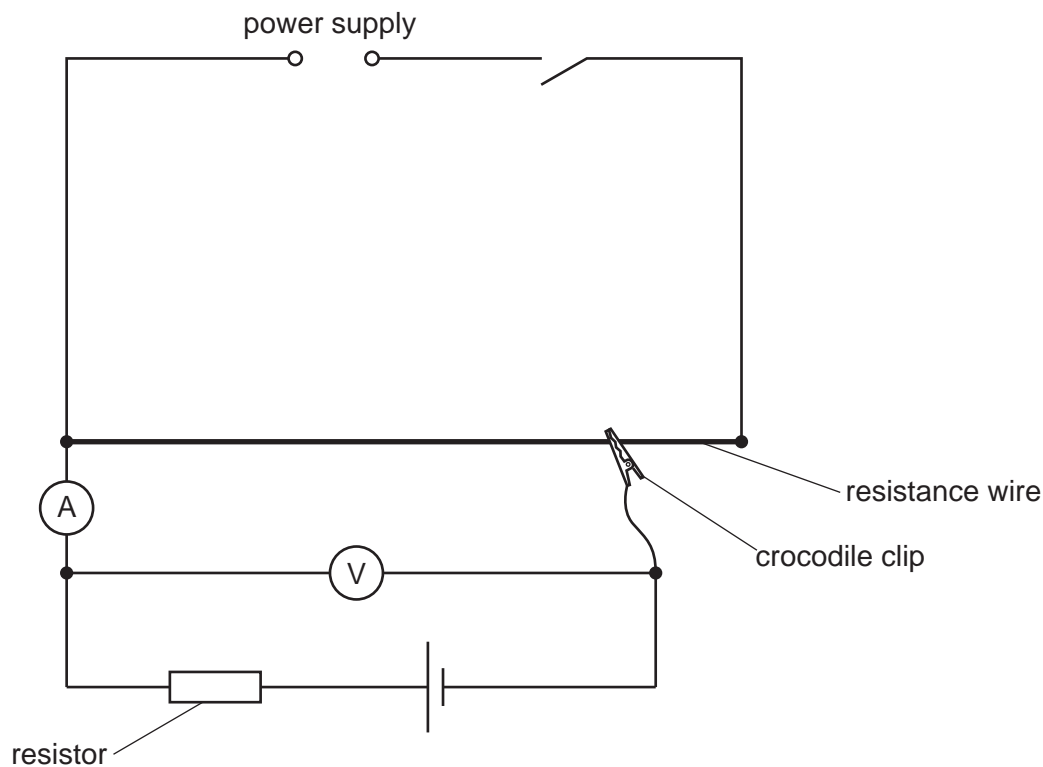 power supply
resistance wire
A
crocodile clip
V
resistor